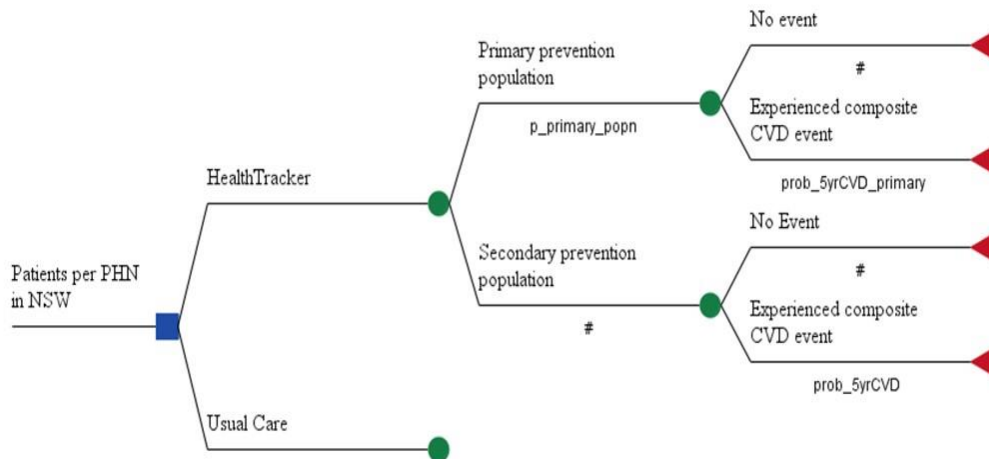 No event
#
Primary prevention
population
p_primary_popn
Experienced composite
CVD event
prob_5yrCVD_primary
HealthTracker
No Event
#
Secondary prevention
population
#
Experienced composite
CVD event
prob_5yrCVD
Patients per PHN
in NSW
Usual Care